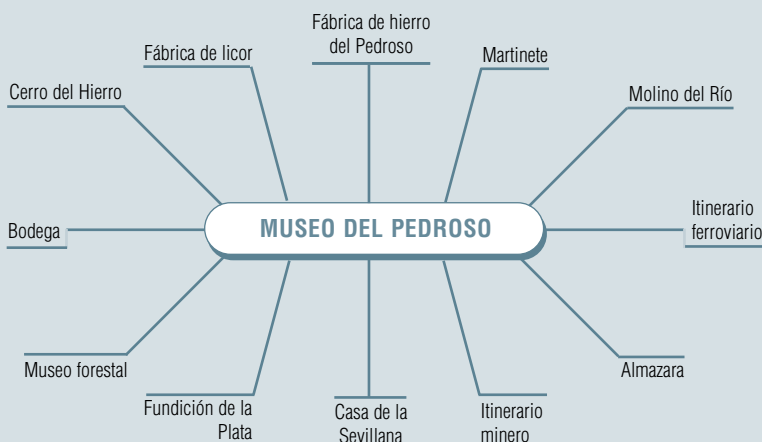 Fábrica de hierro
del Pedroso
Fábrica de licor
Martinete
Cerro del Hierro
Molino del Río
MUSEO DEL PEDROSO
Itinerario
ferroviario
Bodega
Museo forestal
Almazara
Fundición de la
Plata
Casa de la
Sevillana
Itinerario
minero